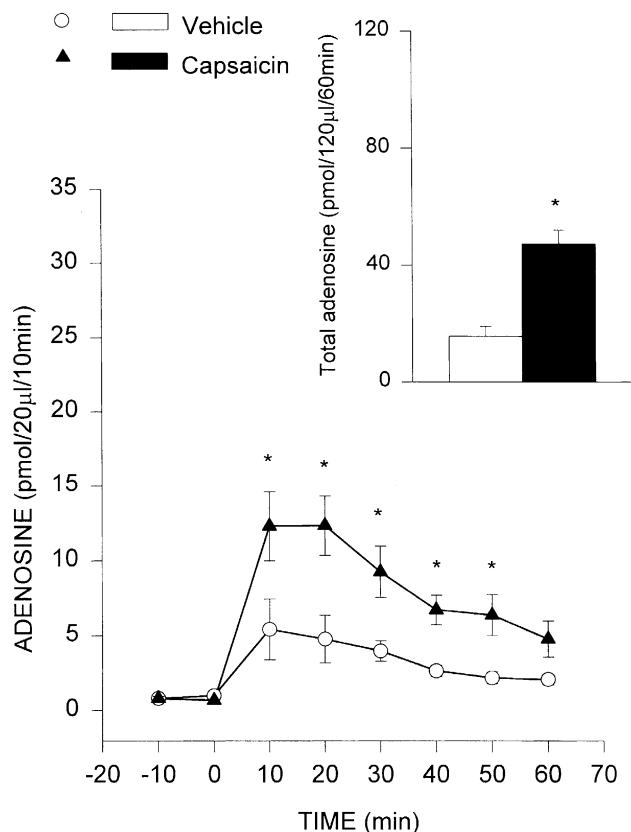 Vehicle
Capsaicin
Total adenosine (pmol/120µl/60min)
120
80
40
0
*
ADENOSINE (pmol/20µl/10min)
35
30
25
20
15
10
5
0
* * * * *
-20 -10 0 10 20 30 40 50 60 70
TIME (min)